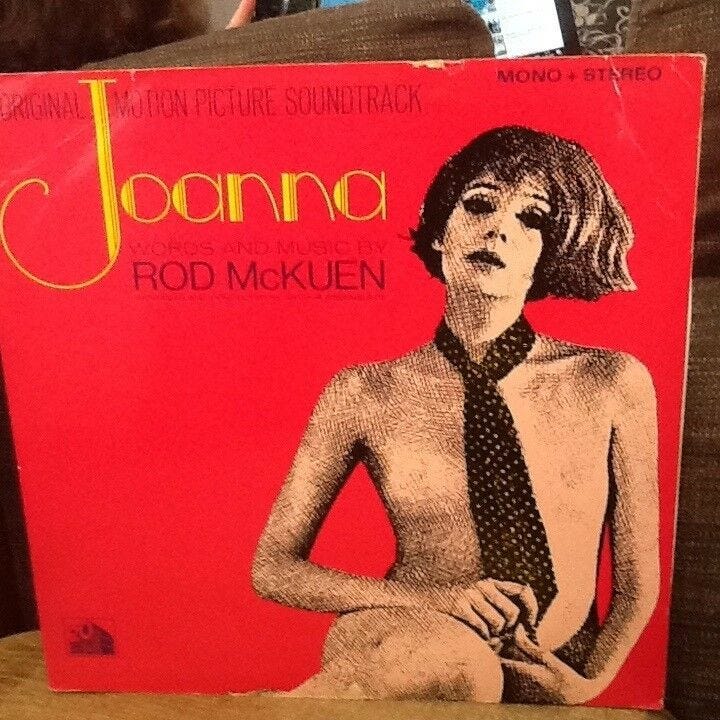 MONO + STEREO
ORIGINAL MOTION PICTURE SOUNDTRACK
Joanna
WORDS AND MUSIC BY
ROD McKUEN